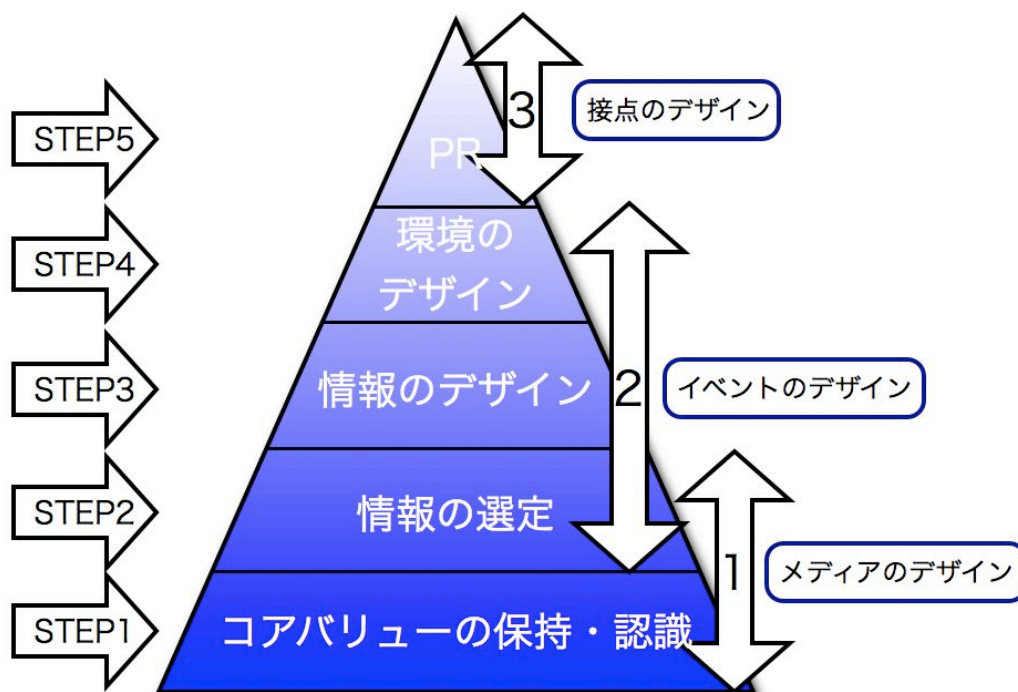 STEP5
PR
3
接点のデザイン
STEP4
環境の
デザイン
STEP3
情報のデザイン
2
イベントのデザイン
STEP2
情報の選定
STEP1
コアバリューの保持・認識
1
メディアのデザイン